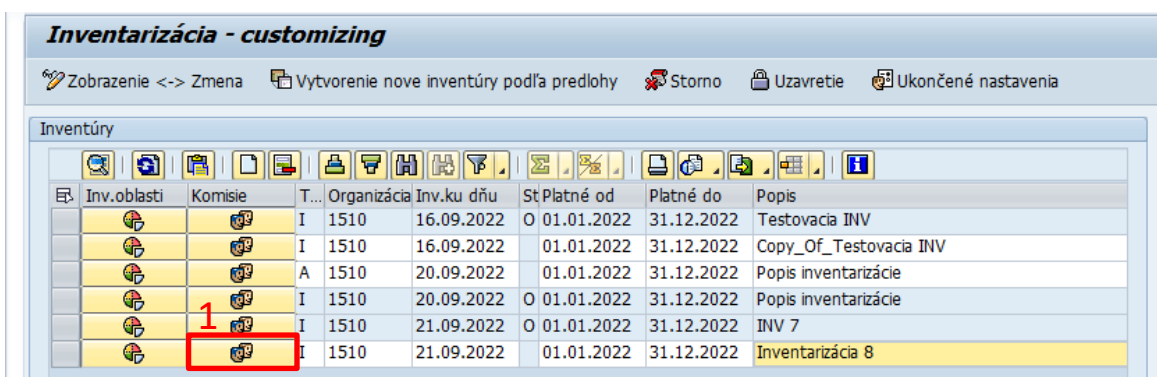 Inventarizácia - customizing
Zobrazenie <-> Zmena Vytvorenie nove inventúry podľa predlohy Storno Uzavretie Ukončené nastavenia
Inventúry
Inv.oblasti Komisie T... Organizácia Inv.ku dňu St Platné od Platné do Popis
I 1510 16.09.2022 O 01.01.2022 31.12.2022 Testovacia INV
I 1510 16.09.2022 01.01.2022 31.12.2022 Copy_Of_Testovacia INV
A 1510 20.09.2022 01.01.2022 31.12.2022 Popis inventarizácie
I 1510 20.09.2022 O 01.01.2022 31.12.2022 Popis inventarizácie
1 I 1510 21.09.2022 O 01.01.2022 31.12.2022 INV 7
I 1510 21.09.2022 01.01.2022 31.12.2022 Inventarizácia 8